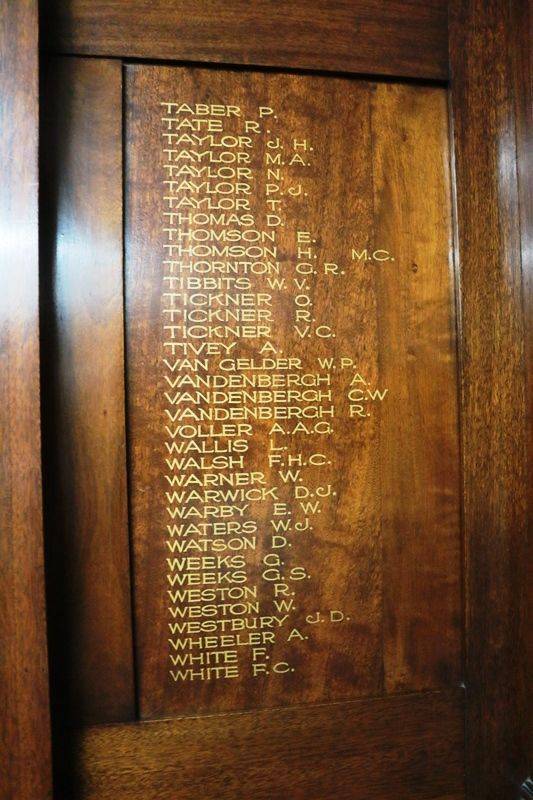 TABER P.
TATE R.
TAYLOR J. H.
TAYLOR M.A.
TAYLOR N.
TAYLOR P.J.
TAYLOR T.
THOMAS D.
THOMSON E.
THOMSON H. M.C.
THORNTON G.R.
TIBBITS W.V.
TICKNER O.
TICKNER R.
TICKNER V.C.
TIVEY A.
VAN GELDER W.P.
VANDENBERGH A.
VANDENBERGH C.W
VANDENBERGH R.
VOLLER A.A.G.
WALLIS L.
WALSH F.H.C.
WARNER W.
WARWICK D.J.
WARBY E.W.
WATERS W.J.
WATSON D.
WEEKS G.
WEEKS G.S.
WESTON R.
WESTON W.
WESTBURY J.D.
WHEELER A.
WHITE F.
WHITE F.C.